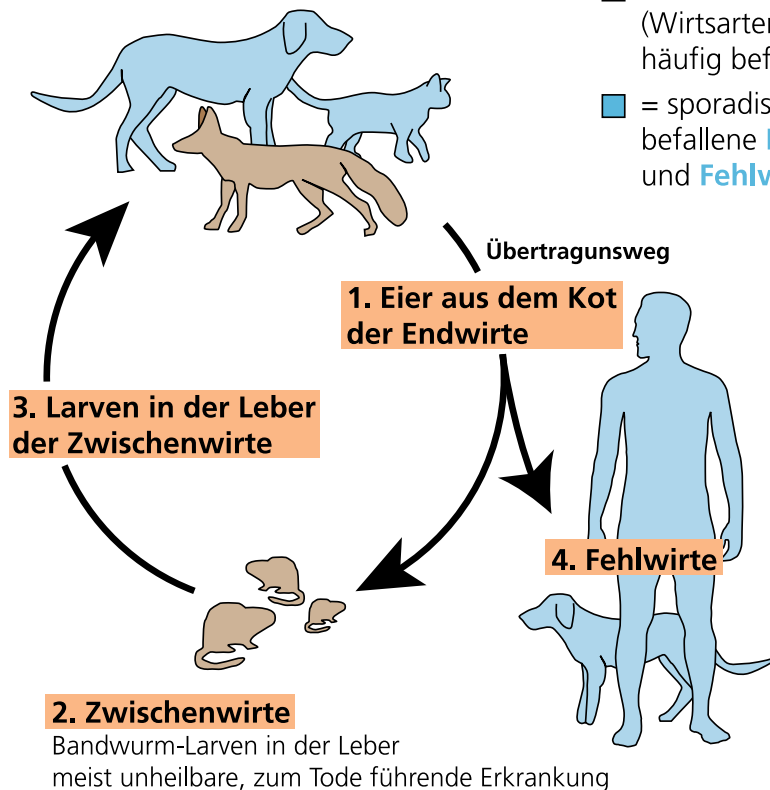 (Wirtsarten
häufig bef
= sporadis
befallene
und Fehlw
Übertragunsweg
1. Eier aus dem Kot
der Endwirte
3. Larven in der Leber
der Zwischenwirte
4. Fehlwirte
2. Zwischenwirte
Bandwurm-Larven in der Leber
meist unheilbare, zum Tode führende Erkrankung